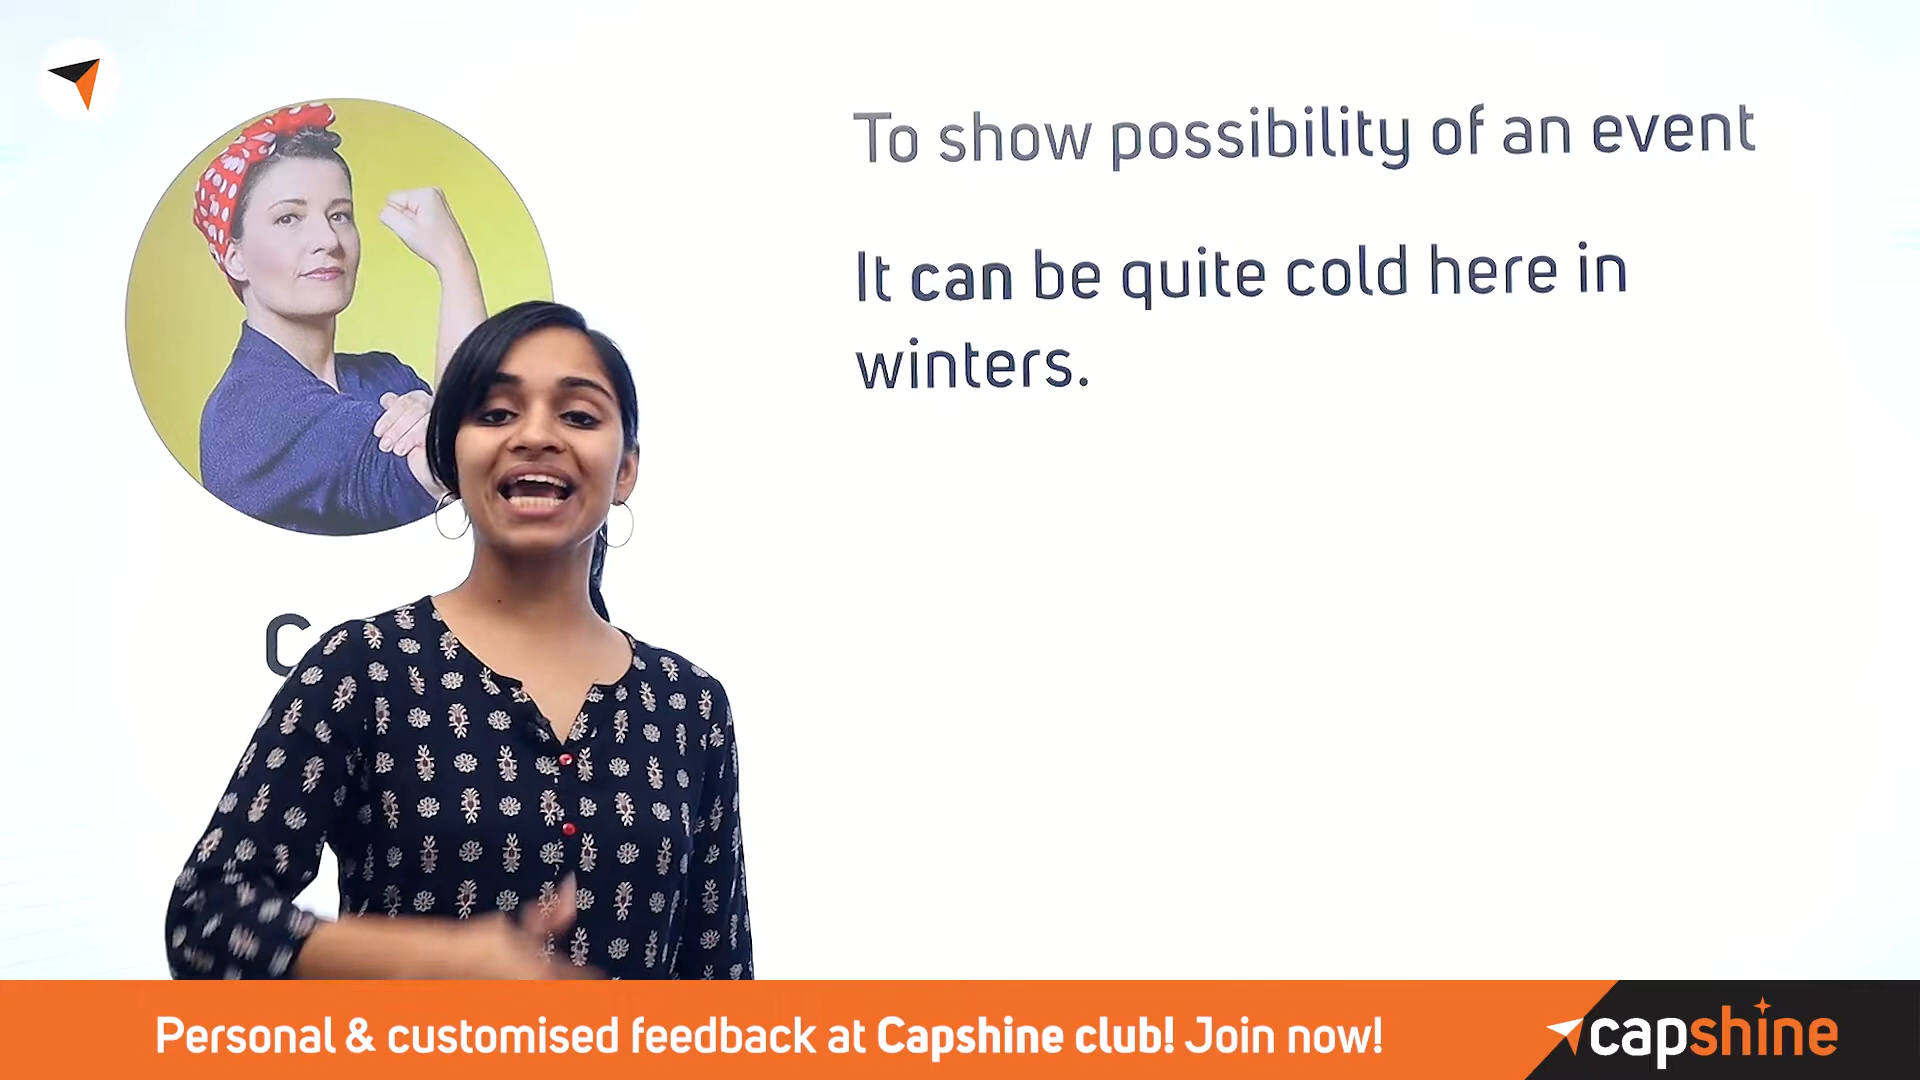 To show possibility of an event
It can be quite cold here in
winters.
Personal & customised feedback at Capshine club! Join now!
capshine